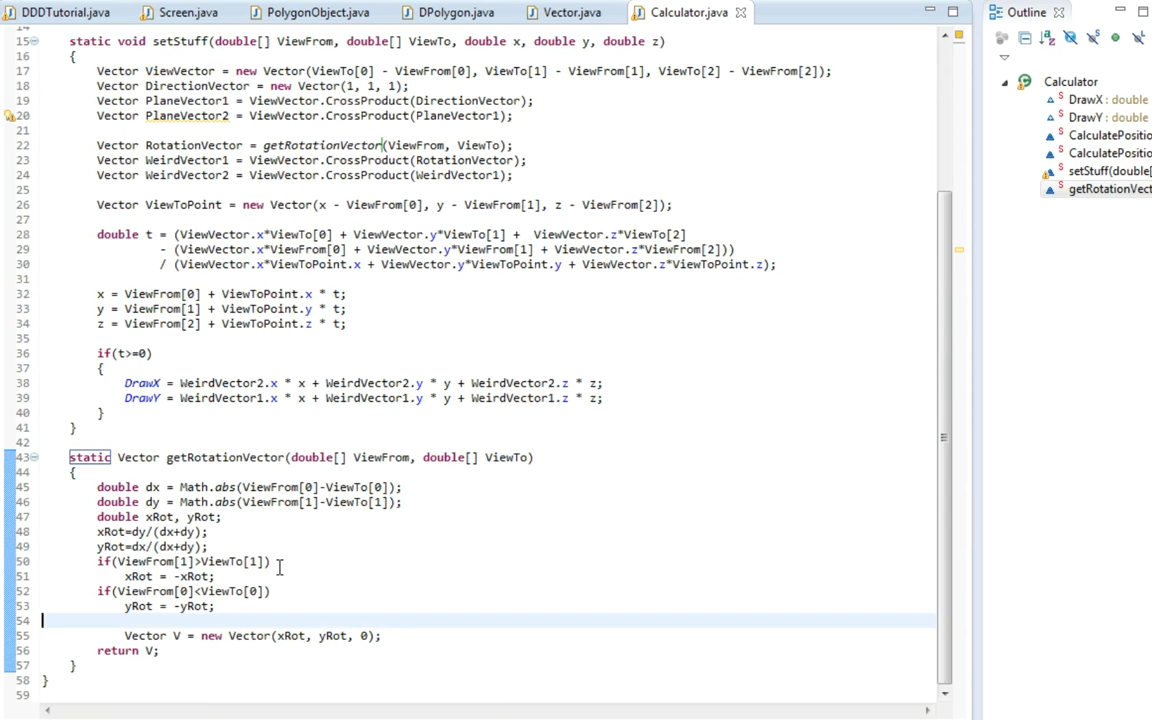 DDDTutorial.java Screen.java PolygonObject.java DPolygon.java Vector.java Calculator.java Outline
14
15 static void setStuff(double[] ViewFrom, double[] ViewTo, double x, double y, double z)
16 {
17 Vector ViewVector = new Vector(ViewTo[0] - ViewFrom[0], ViewTo[1] - ViewFrom[1], ViewTo[2] - ViewFrom[2]);
18 Vector DirectionVector = new Vector(1, 1, 1);
19 Vector PlaneVector1 = ViewVector.CrossProduct(DirectionVector);
20 Vector PlaneVector2 = ViewVector.CrossProduct(PlaneVector1);
21
22 Vector RotationVector = getRotationVector(ViewFrom, ViewTo);
23 Vector WeirdVector1 = ViewVector.CrossProduct(RotationVector);
24 Vector WeirdVector2 = ViewVector.CrossProduct(WeirdVector1);
25
26 Vector ViewToPoint = new Vector(x - ViewFrom[0], y - ViewFrom[1], z - ViewFrom[2]);
27
28 double t = (ViewVector.x*ViewTo[0] + ViewVector.y*ViewTo[1] +  ViewVector.z*ViewTo[2]
29 - (ViewVector.x*ViewFrom[0] + ViewVector.y*ViewFrom[1] + ViewVector.z*ViewFrom[2]))
30 / (ViewVector.x*ViewToPoint.x + ViewVector.y*ViewToPoint.y + ViewVector.z*ViewToPoint.z);
31
32 x = ViewFrom[0] + ViewToPoint.x * t;
33 y = ViewFrom[1] + ViewToPoint.y * t;
34 z = ViewFrom[2] + ViewToPoint.z * t;
35
36 if(t>=0)
37 {
38 DrawX = WeirdVector2.x * x + WeirdVector2.y * y + WeirdVector2.z * z;
39 DrawY = WeirdVector1.x * x + WeirdVector1.y * y + WeirdVector1.z * z;
40 }
41 }
42
43 static Vector getRotationVector(double[] ViewFrom, double[] ViewTo)
44 {
45 double dx = Math.abs(ViewFrom[0]-ViewTo[0]);
46 double dy = Math.abs(ViewFrom[1]-ViewTo[1]);
47 double xRot, yRot;
48 xRot=dy/(dx+dy);
49 yRot=dx/(dx+dy);
50 if(ViewFrom[1]>ViewTo[1])
51 xRot = -xRot;
52 if(ViewFrom[0]<ViewTo[0])
53 yRot = -yRot;
54
55 Vector V = new Vector(xRot, yRot, 0);
56 return V;
57 }
58 }
59
Calculator
DrawX : double
DrawY : double
CalculatePositio
CalculatePositio
setStuff(double[
getRotationVect